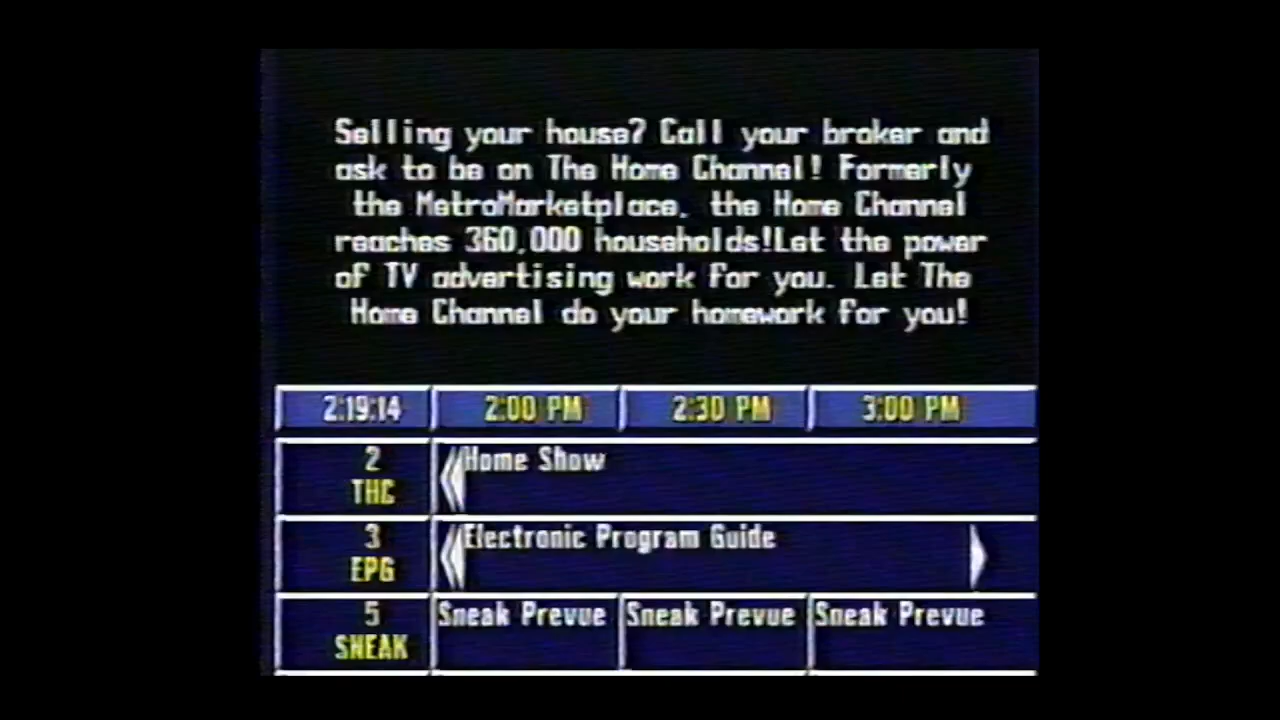 Selling your house? Call your broker and
ask to be on The Home Channel! Formerly
the MetroMarketplace, the Home Channel
reaches 360,000 households!Let the power
of TV advertising work for you. Let The
Home Channel do your homework for you!
2:19:14 2:00 PM 2:30 PM 3:00 PM
2 Home Show
THC
3 Electronic Program Guide
EPG
5 Sneak Prevue Sneak Prevue Sneak Prevue
SNEAK